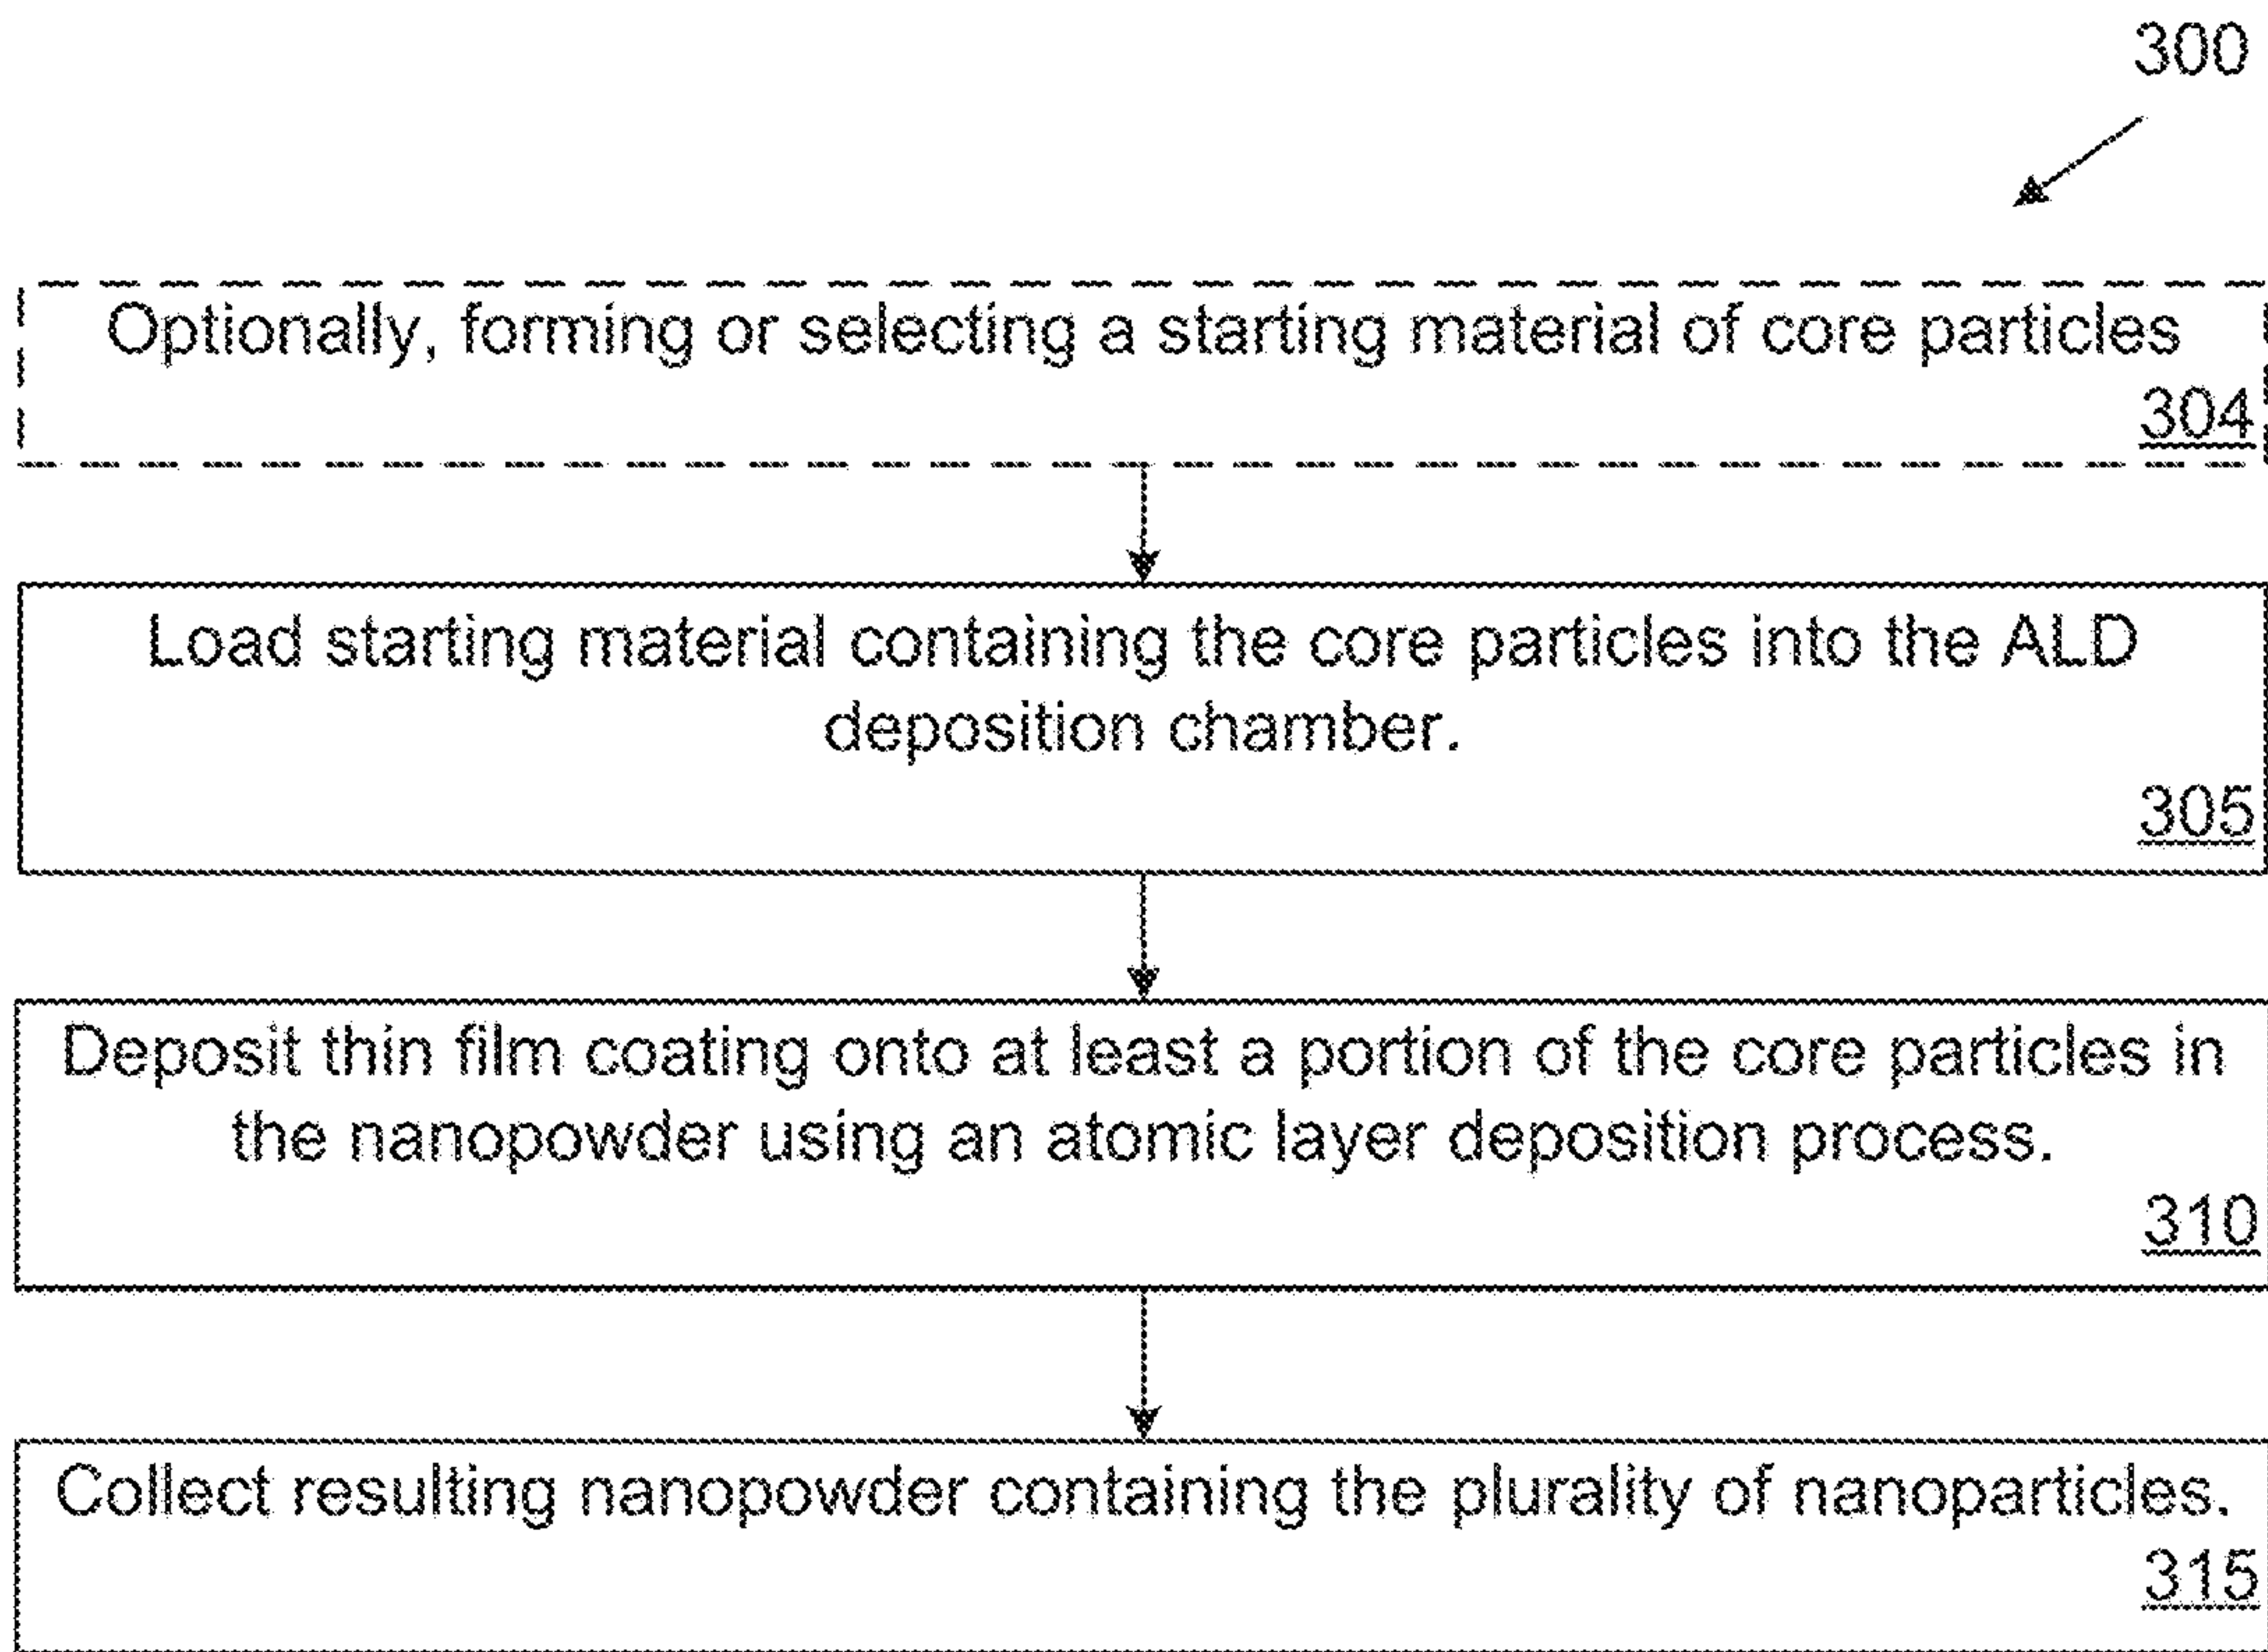 300
Optionally, forming or selecting a starting material of core particles
304
Load starting material containing the core particles into the ALD
deposition chamber.
305
Deposit thin film coating onto at least a portion of the core particles in
the nanopowder using an atomic layer deposition process.
310
Collect resulting nanopowder containing the plurality of nanoparticles.
315